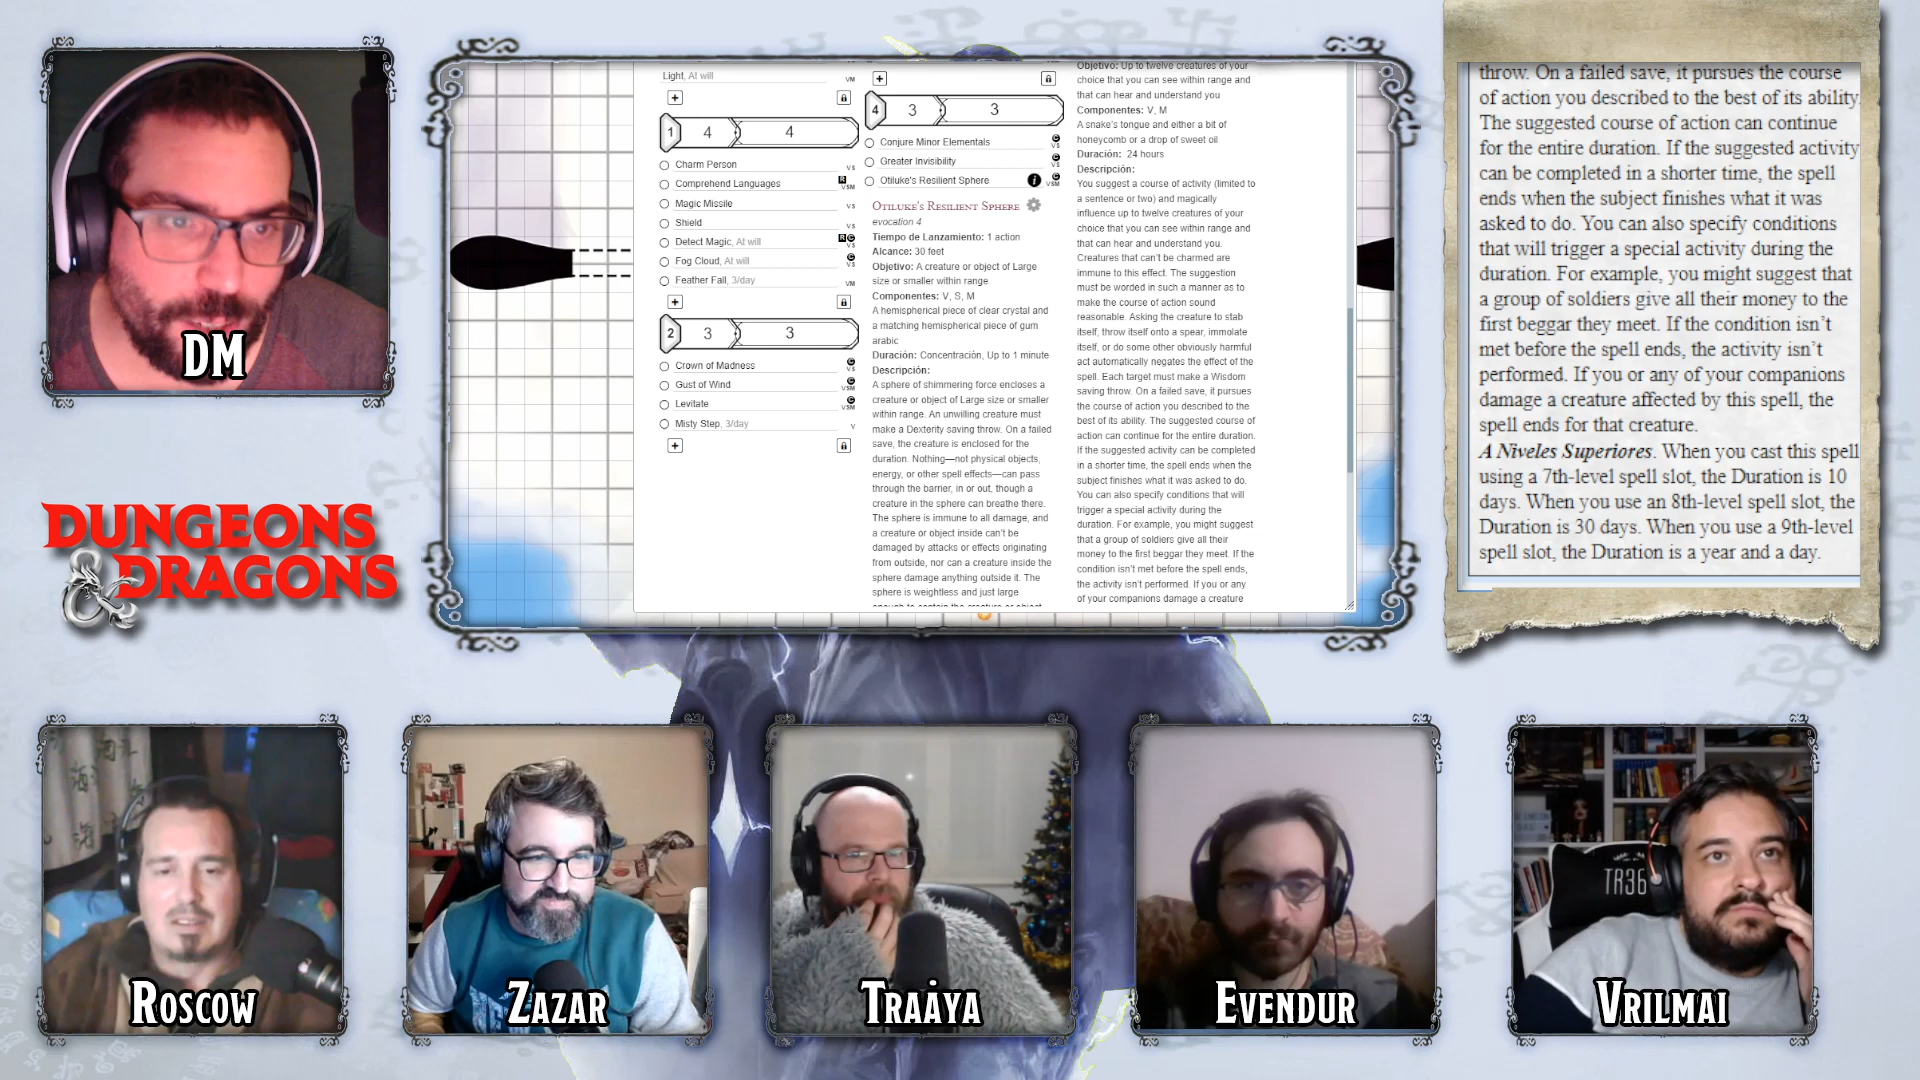 DM
DUNGEONS
&
DRAGONS
Light, At will
VM
1
4
4
Charm Person
VS
Comprehend Languages
R
VSM
Magic Missile
VS
Shield
VS
Detect Magic, At will
R C
VS
Fog Cloud, At will
C
VS
Feather Fall, 3/day
VM
2
3
3
Crown of Madness
C
VS
Gust of Wind
C
VSM
Levitate
C
VSM
Misty Step, 3/day
V
4
3
3
Conjure Minor Elementals
C
VS
Greater Invisibility
C
VS
Otiluke's Resilient Sphere
i
C
VSM
Otiluke's Resilient Sphere
evocation 4
Tiempo de Lanzamiento: 1 action
Alcance: 30 feet
Objetivo: A creature or object of Large
size or smaller within range
Componentes: V, S, M
A hemispherical piece of clear crystal and
a matching hemispherical piece of gum
arabic
Duración: Concentración, Up to 1 minute
Descripción:
A sphere of shimmering force encloses a
creature or object of Large size or smaller
within range. An unwilling creature must
make a Dexterity saving throw. On a failed
save, the creature is enclosed for the
duration. Nothing—not physical objects,
energy, or other spell effects—can pass
through the barrier, in or out, though a
creature in the sphere can breathe there.
The sphere is immune to all damage, and
a creature or object inside can't be
damaged by attacks or effects originating
from outside, nor can a creature inside the
sphere damage anything outside it. The
sphere is weightless and just large
enough to contain the creature or object
Objetivo: Up to twelve creatures of your
choice that you can see within range and
that can hear and understand you
Componentes: V, M
A snake's tongue and either a bit of
honeycomb or a drop of sweet oil
Duración: 24 hours
Descripción:
You suggest a course of activity (limited to
a sentence or two) and magically
influence up to twelve creatures of your
choice that you can see within range and
that can hear and understand you.
Creatures that can't be charmed are
immune to this effect. The suggestion
must be worded in such a manner as to
make the course of action sound
reasonable. Asking the creature to stab
itself, throw itself onto a spear, immolate
itself, or do some other obviously harmful
act automatically negates the effect of the
spell. Each target must make a Wisdom
saving throw. On a failed save, it pursues
the course of action you described to the
best of its ability. The suggested course of
action can continue for the entire duration.
If the suggested activity can be completed
in a shorter time, the spell ends when the
subject finishes what it was asked to do.
You can also specify conditions that will
trigger a special activity during the
duration. For example, you might suggest
that a group of soldiers give all their
money to the first beggar they meet. If the
condition isn't met before the spell ends,
the activity isn't performed. If you or any
of your companions damage a creature
throw. On a failed save, it pursues the course
of action you described to the best of its ability.
The suggested course of action can continue
for the entire duration. If the suggested activity
can be completed in a shorter time, the spell
ends when the subject finishes what it was
asked to do. You can also specify conditions
that will trigger a special activity during the
duration. For example, you might suggest that
a group of soldiers give all their money to the
first beggar they meet. If the condition isn't
met before the spell ends, the activity isn't
performed. If you or any of your companions
damage a creature affected by this spell, the
spell ends for that creature.
A Niveles Superiores. When you cast this spell
using a 7th-level spell slot, the Duration is 10
days. When you use an 8th-level spell slot, the
Duration is 30 days. When you use a 9th-level
spell slot, the Duration is a year and a day.
TR36
Roscow
Zazar
Traȧya
Evendur
Vrilmai